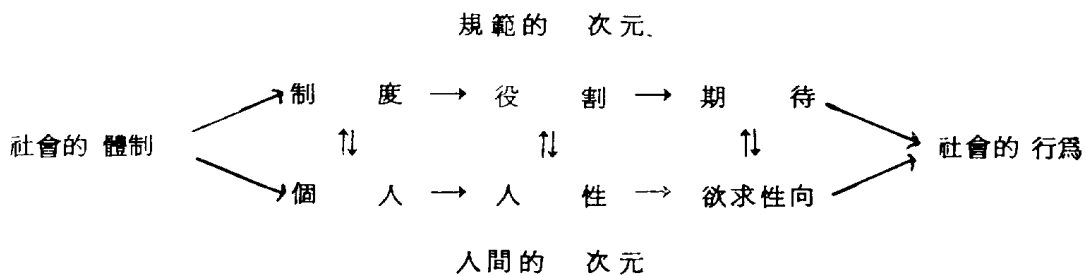 規範的 次元
制度 → 役割 → 期待
社會的 體制 ⇅ ⇅ ⇅ 社會的 行爲
個人 → 人性 → 欲求性向
人間的 次元